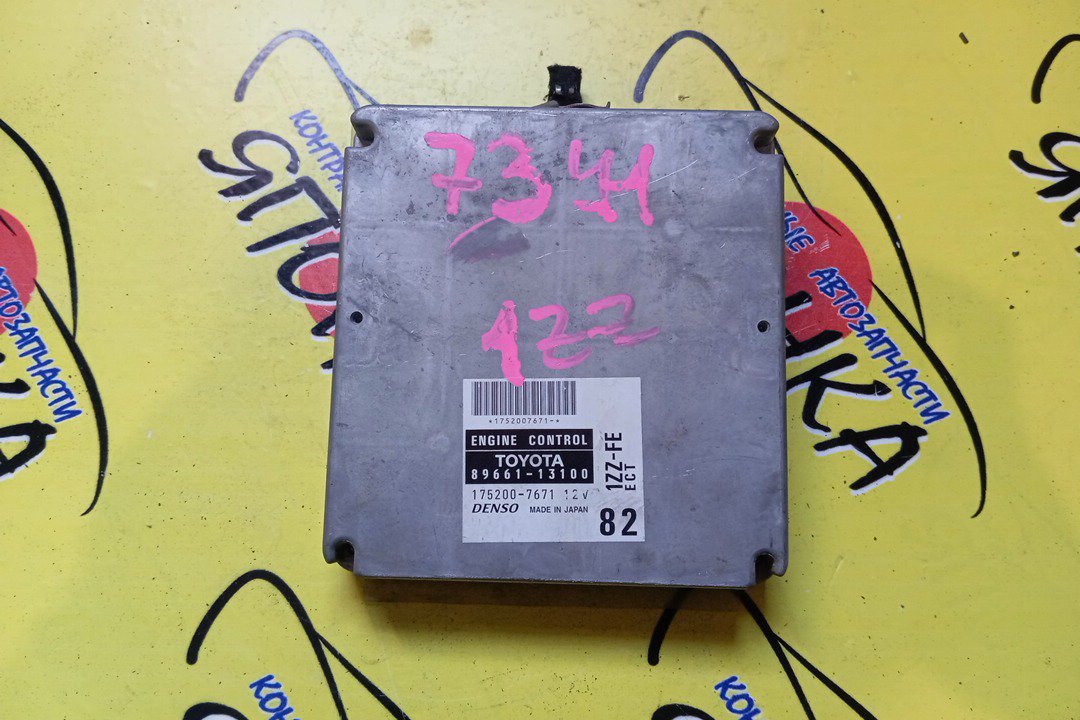 7341
1ZZ
*1752007671-*
ENGINE CONTROL
TOYOTA
89661-13100
175200-7671 12V
DENSO MADE IN JAPAN
1ZZ-FE
ECT
82
АВТОЗАПЧАСТИ
АВТОЗАПЧАСТИ